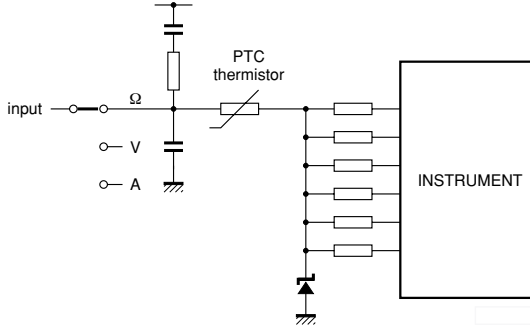 PTC
thermistor
input
Ω
V
A
INSTRUMENT